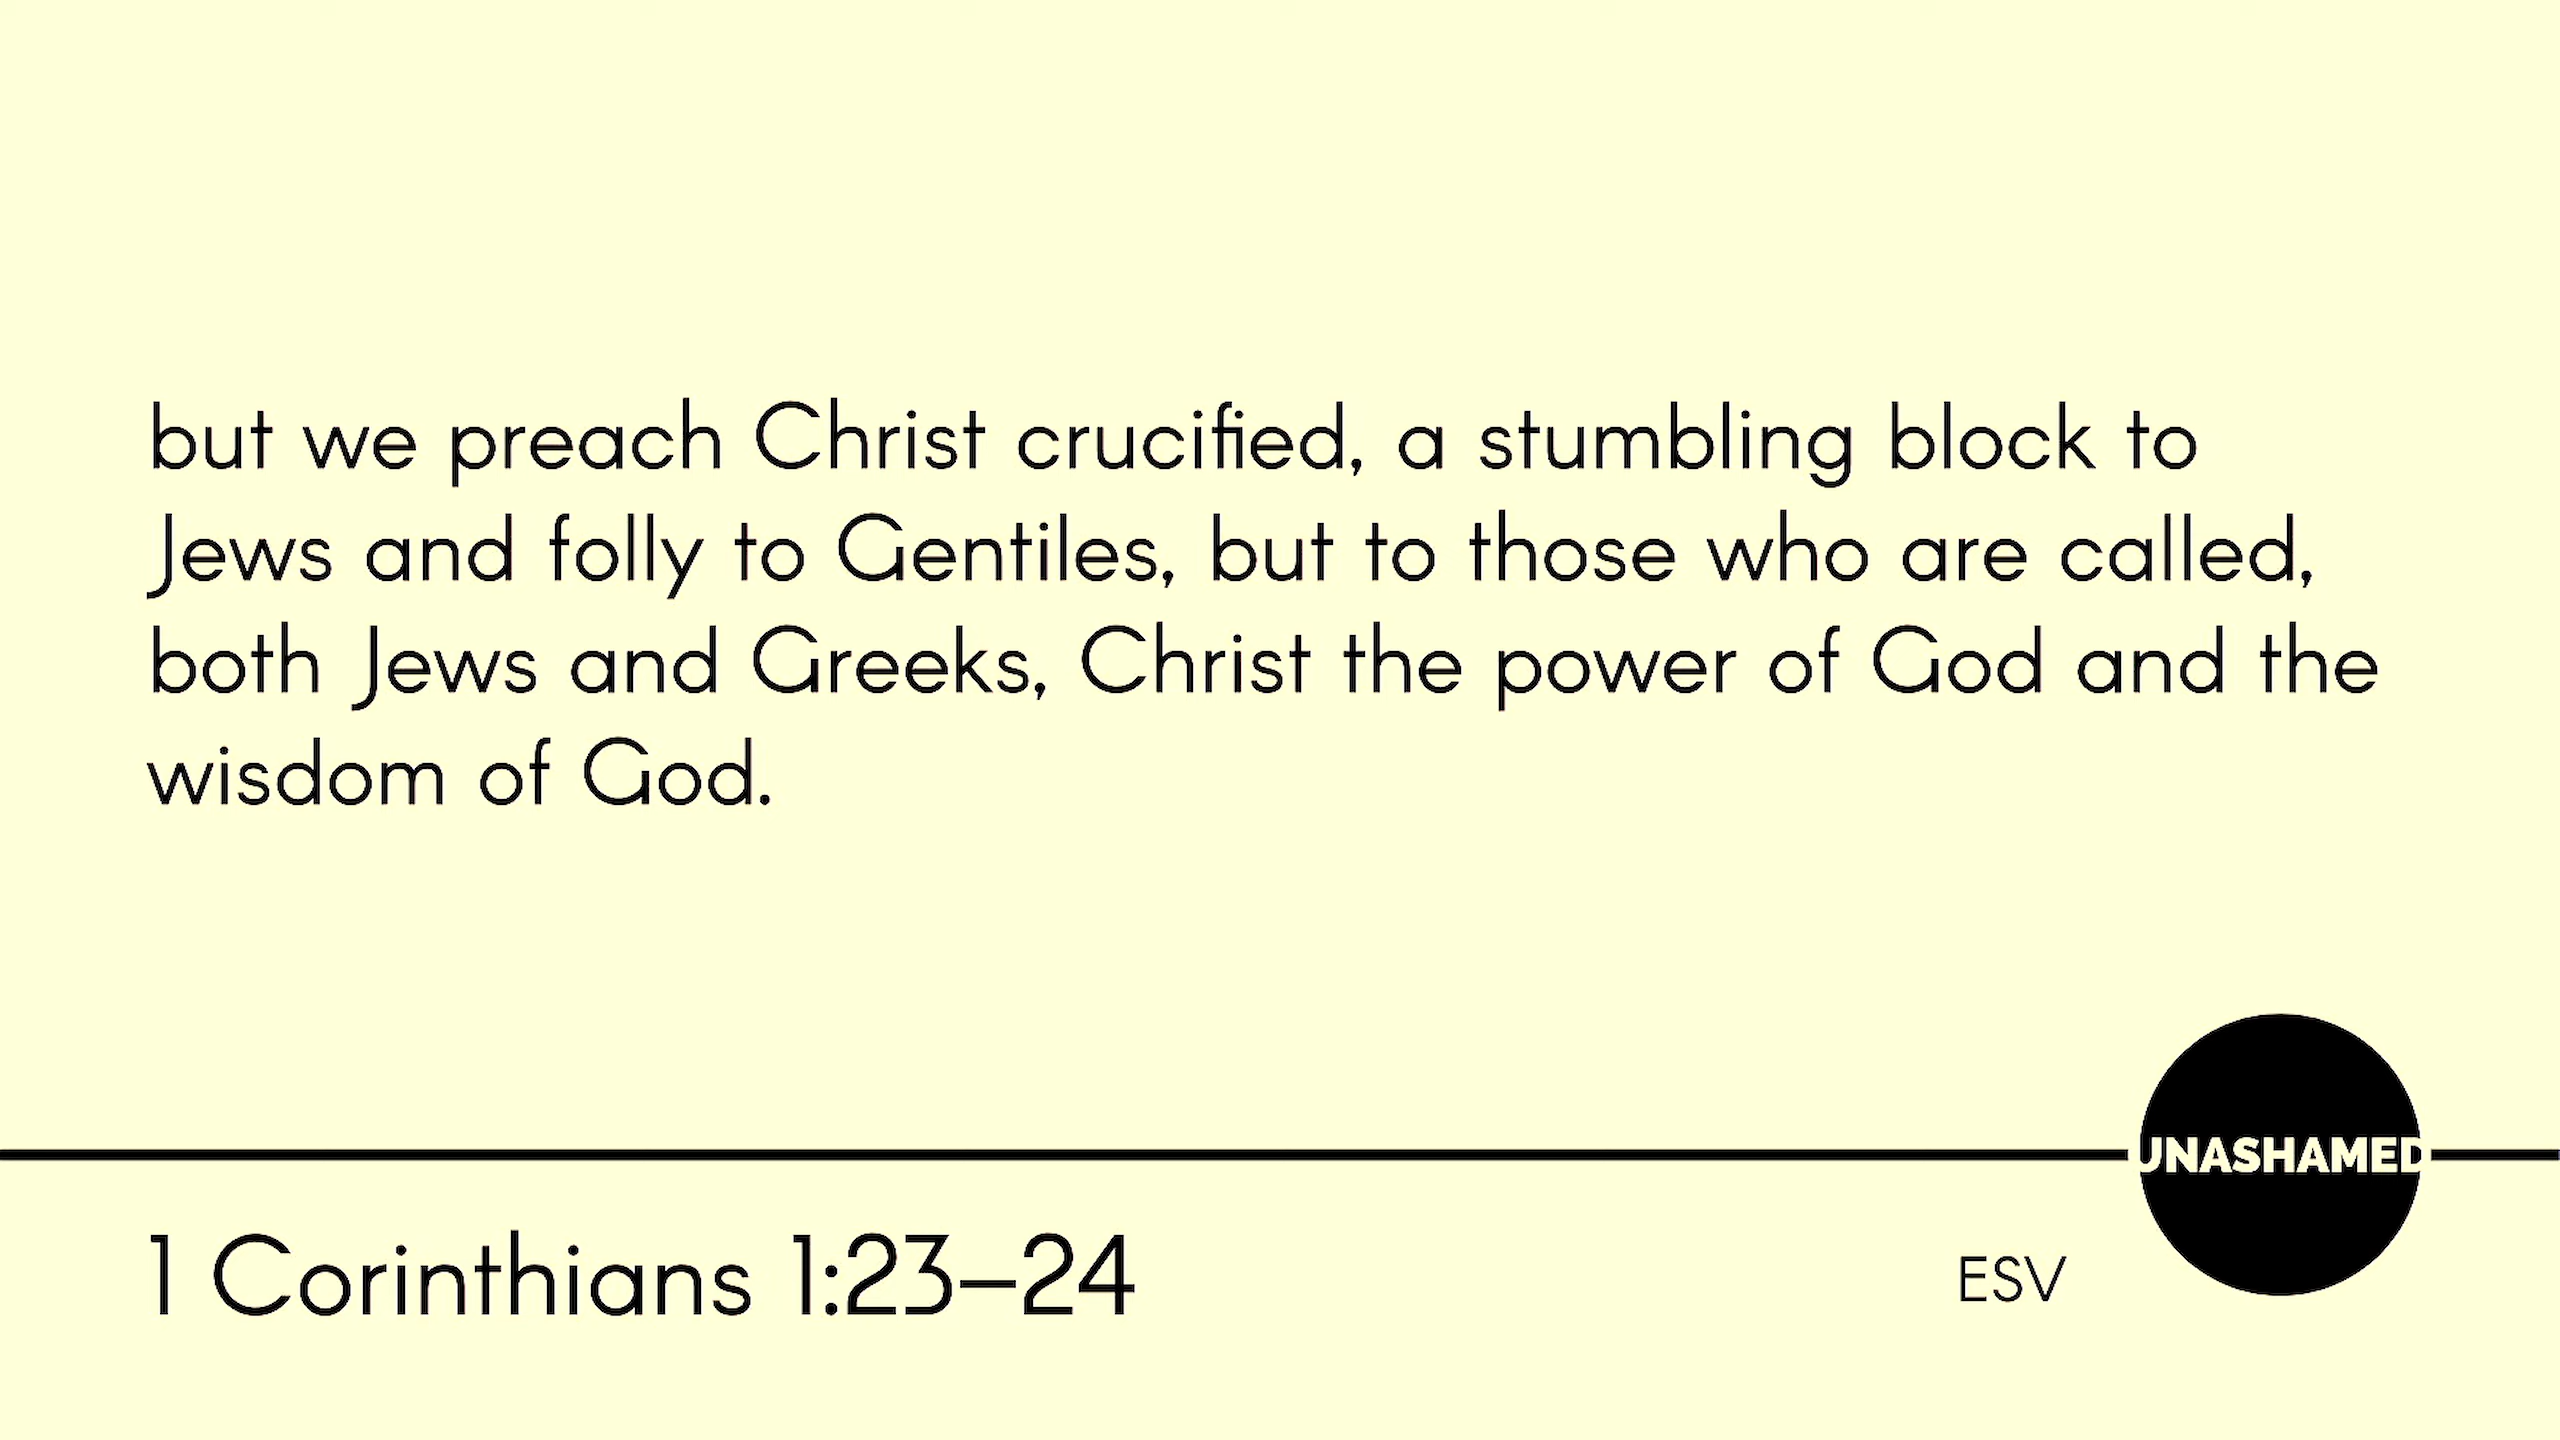 but we preach Christ crucified, a stumbling block to
Jews and folly to Gentiles, but to those who are called,
both Jews and Greeks, Christ the power of God and the
wisdom of God.
UNASHAMED
1 Corinthians 1:23–24
ESV